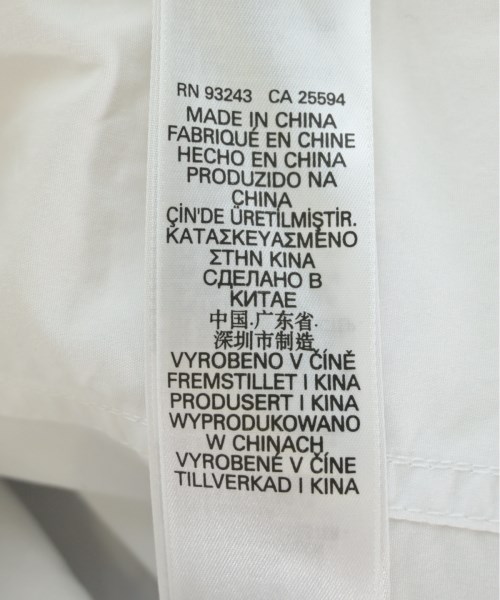 RN 93243 CA 25594
MADE IN CHINA
FABRIQUÉ EN CHINE
HECHO EN CHINA
PRODUZIDO NA
CHINA
ÇİN'DE ÜRETİLMİŞTİR.
ΚΑΤΑΣΚΕΥΑΣΜΕΝΟ
ΣΤΗΝ ΚΙΝΑ
СДЕЛАНО В
КИТАЕ
中国.广东省.
深圳市制造
VYROBENO V ČÍNĚ
FREMSTILLET I KINA
PRODUSERT I KINA
WYPRODUKOWANO
W CHINACH
VYROBENÉ V ČÍNE
TILLVERKAD I KINA